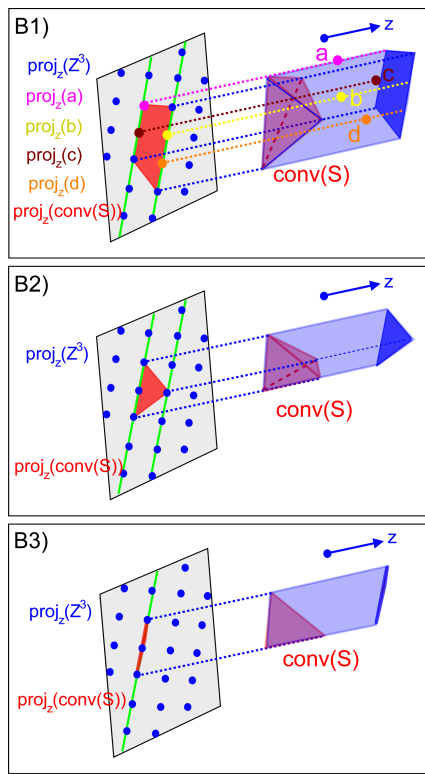 B1)
z
proj_z(Z^3)
a
proj_z(a)
c
proj_z(b)
b
proj_z(c)
d
proj_z(d)
proj_z(conv(S))
conv(S)
B2)
z
proj_z(Z^3)
conv(S)
proj_z(conv(S))
B3)
z
proj_z(Z^3)
conv(S)
proj_z(conv(S))